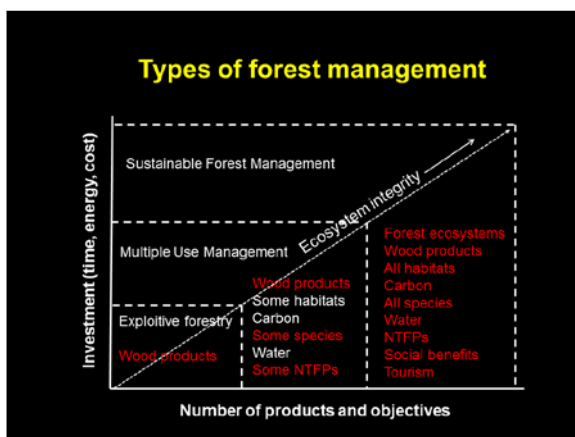 Types of forest management
Investment (time, energy, cost)
Sustainable Forest Management
Ecosystem integrity
Multiple Use Management
Exploitive forestry
Wood products
Wood products
Some habitats
Carbon
Some species
Water
Some NTFPs
Forest ecosystems
Wood products
All habitats
Carbon
All species
Water
NTFPs
Social benefits
Tourism
Number of products and objectives